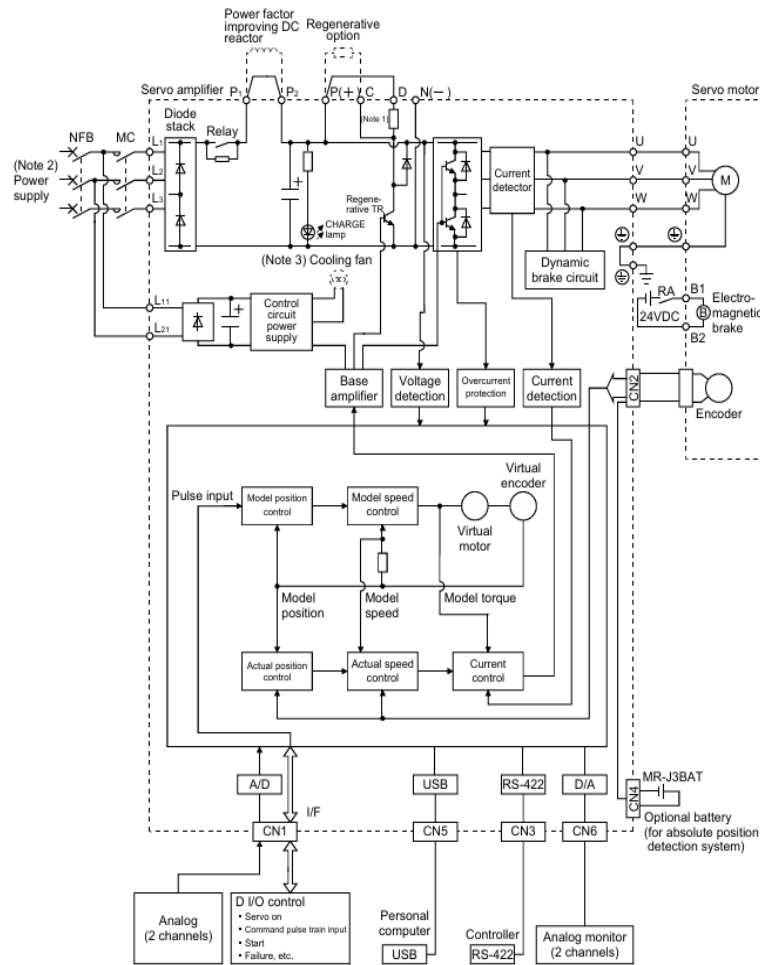 Power factor
improving DC
reactor
Regenerative
option
Servo amplifier
P1
P2
P(+)
C
D
N(−)
Servo motor
Diode
stack
Relay
(Note 1)
NFB
MC
L1
L2
L3
(Note 2)
Power
supply
Regene-
rative TR
CHARGE
lamp
Current
detector
U
V
W
U
V
W
M
(Note 3) Cooling fan
Dynamic
brake circuit
L11
L21
Control
circuit
power
supply
RA
24VDC
B1
B
B2
Electro-
magnetic
brake
Base
amplifier
Voltage
detection
Overcurrent
protection
Current
detection
CN2
Encoder
Pulse input
Model position
control
Model speed
control
Virtual
encoder
Virtual
motor
Model
position
Model
speed
Model torque
Actual position
control
Actual speed
control
Current
control
A/D
USB
RS-422
D/A
I/F
CN1
CN5
CN3
CN6
CN4
MR-J3BAT
Optional battery
(for absolute position
detection system)
Analog
(2 channels)
D I/O control
• Servo on
• Command pulse train input
• Start
• Failure, etc.
Personal
computer
USB
Controller
RS-422
Analog monitor
(2 channels)